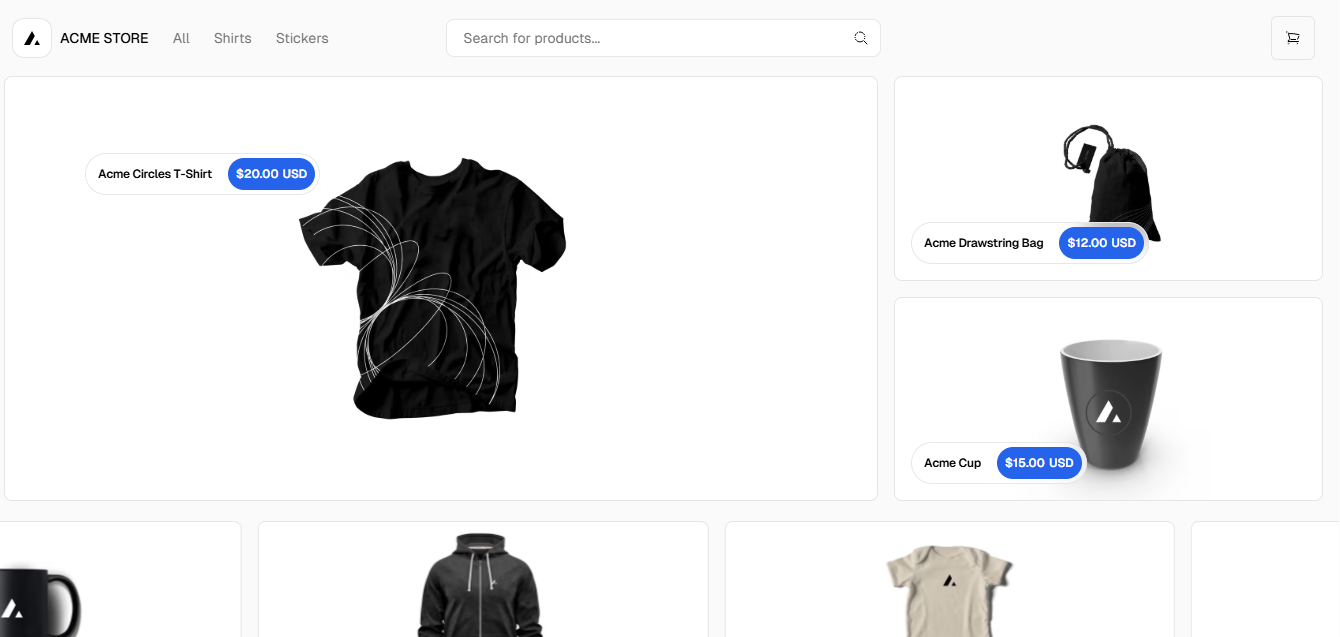 ACME STORE
All
Shirts
Stickers
Search for products...
Acme Circles T-Shirt
$20.00 USD
Acme Drawstring Bag
$12.00 USD
Acme Cup
$15.00 USD